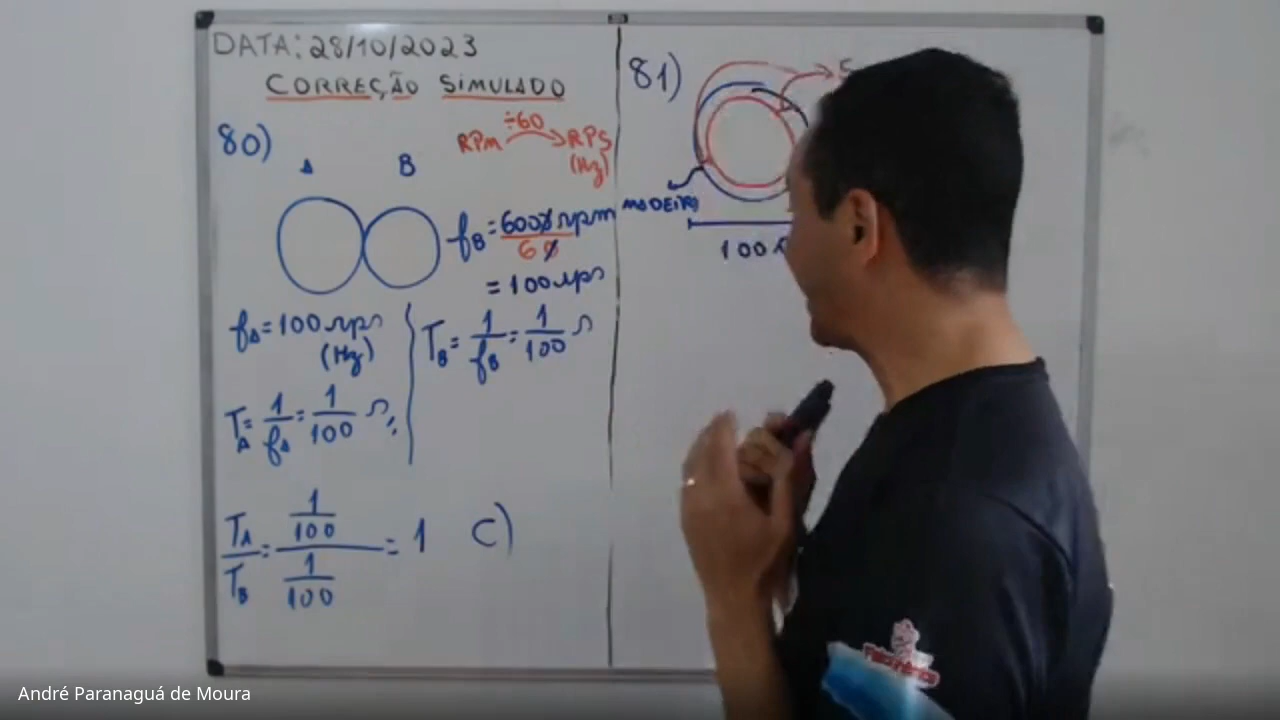 DATA: 28/10/2023
CORREÇÃO SIMULADO
80)
÷60
RPM → RPS
(Hz)
A B
fB = 6000 rpm
60
= 100 rps
fA = 100 rps
(Hz)
TA = 1/fA = 1/100 s //
TB = 1/fB = 1/100 s
TA/TB = (1/100)/(1/100) = 1 C)
81)
MADEIRA
100
André Paranaguá de Moura